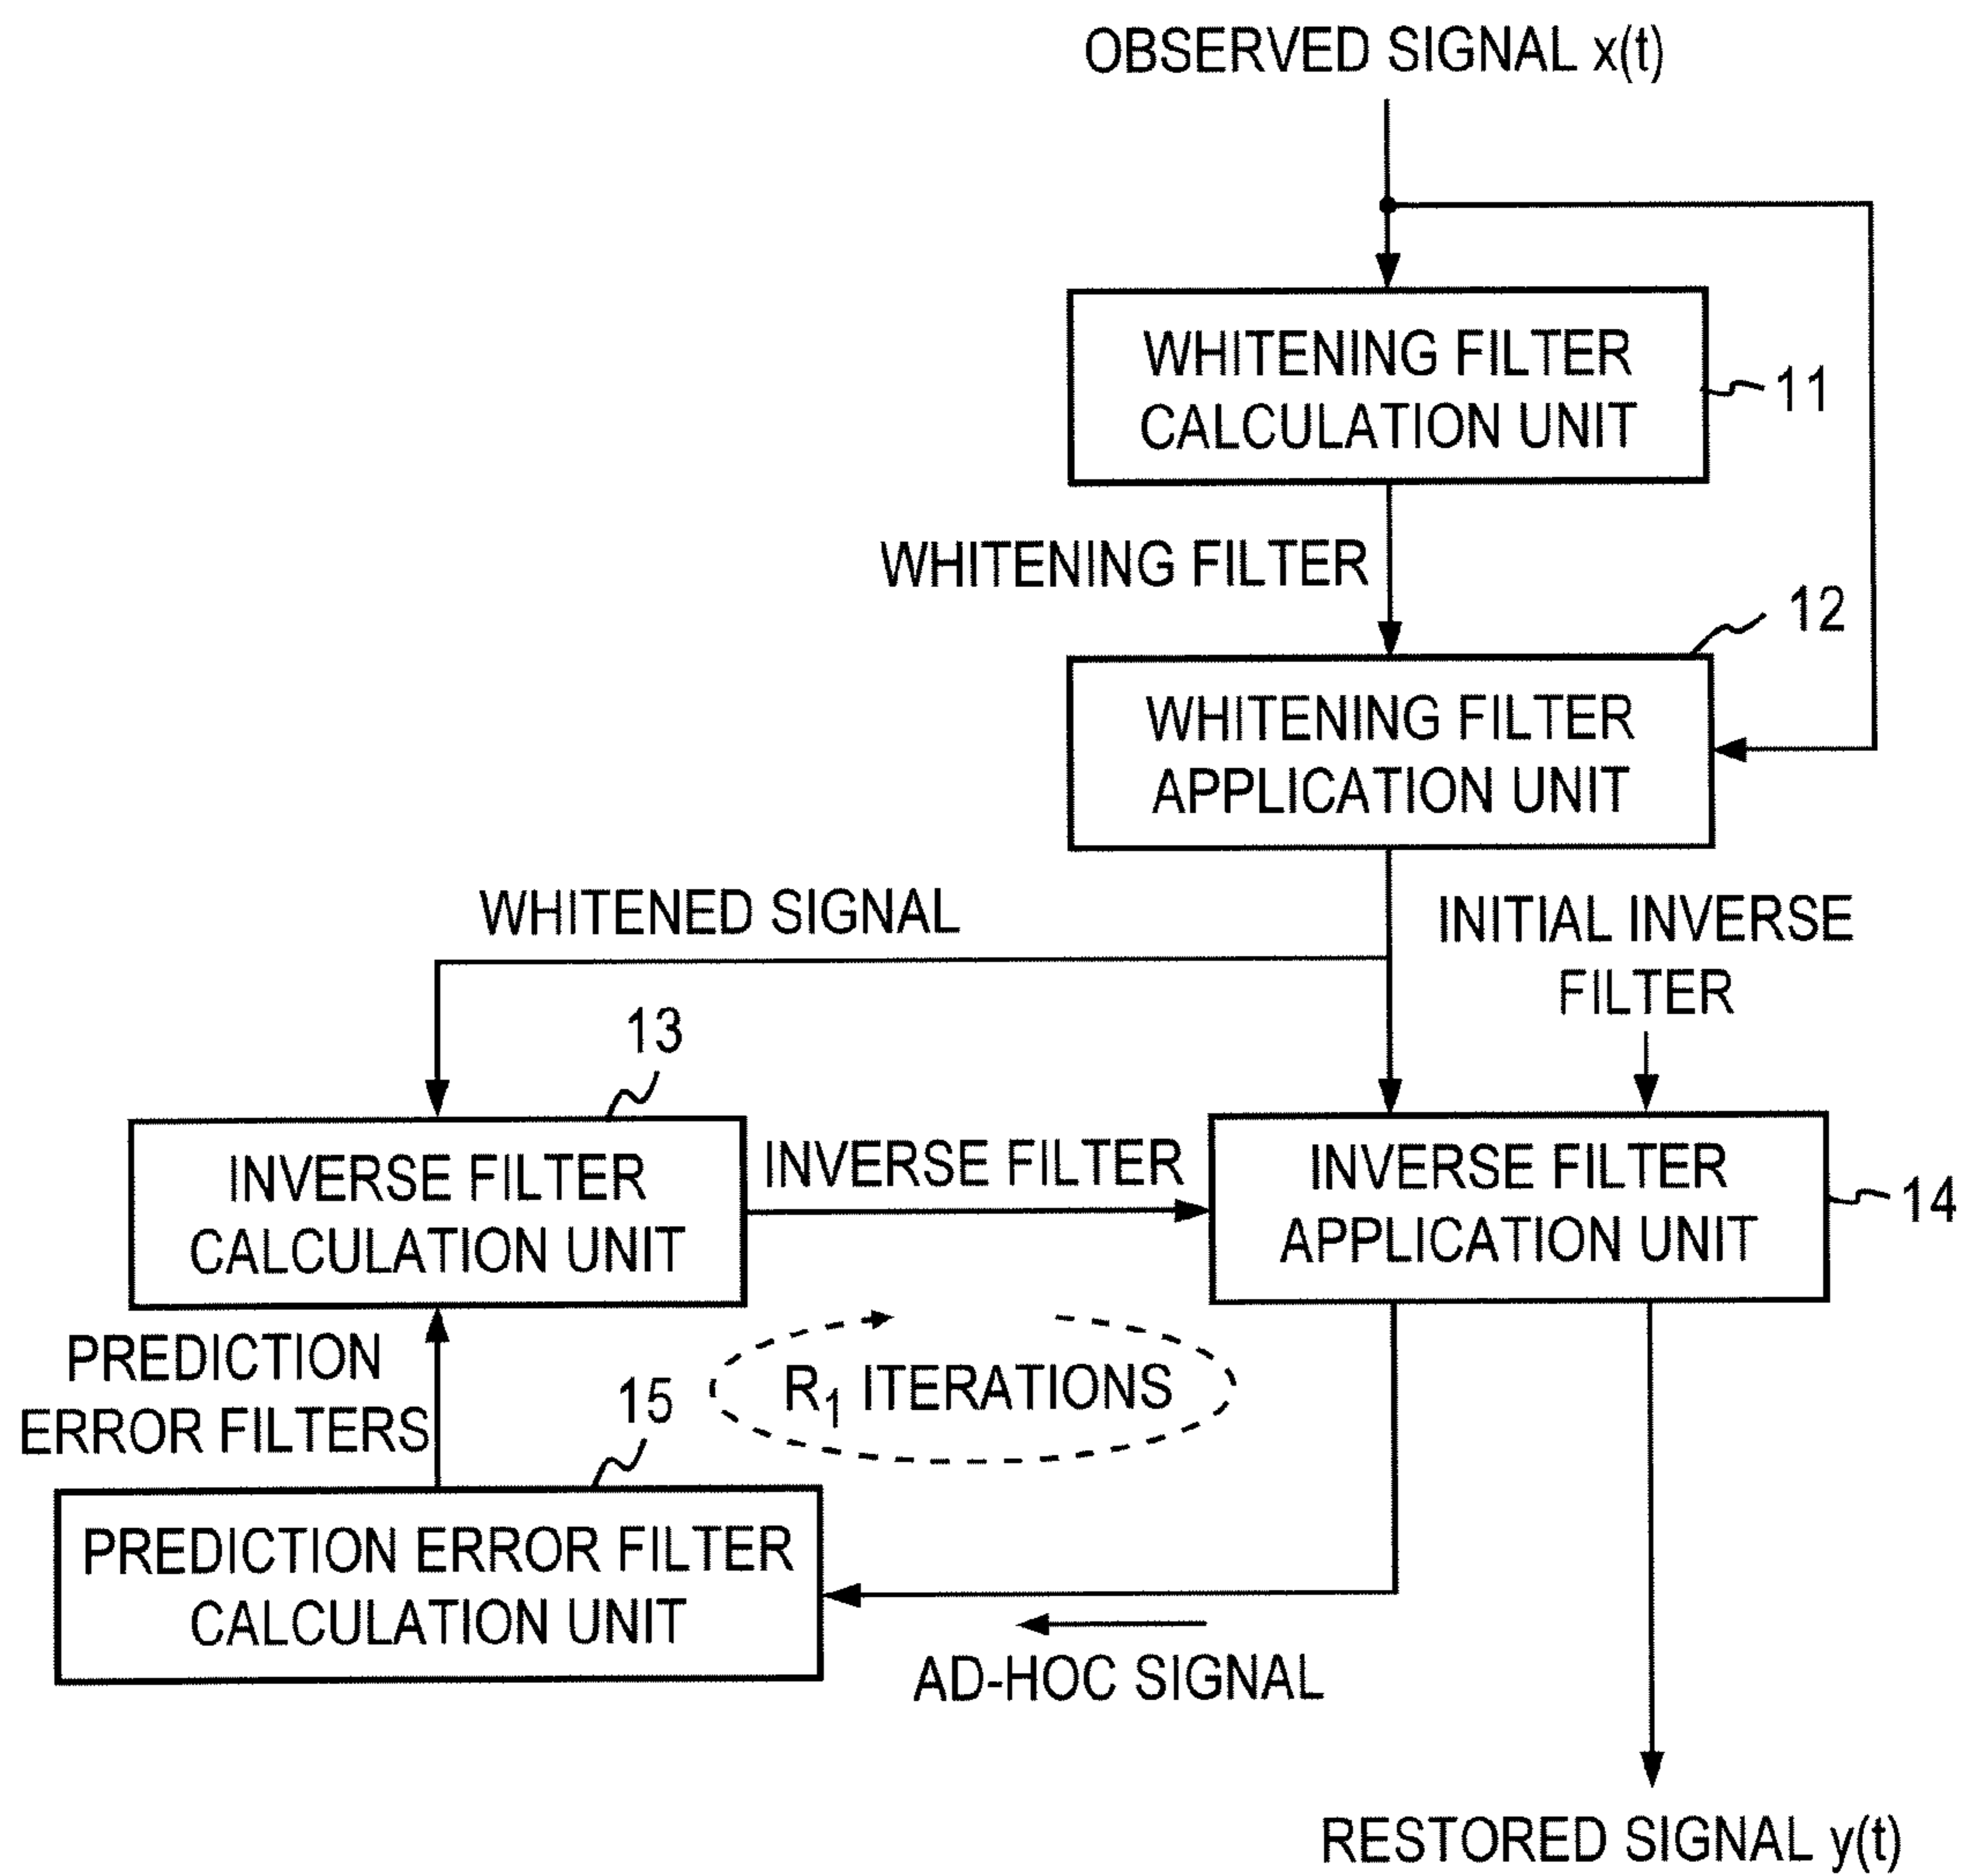 OBSERVED SIGNAL x(t)
WHITENING FILTER
CALCULATION UNIT
11
WHITENING FILTER
12
WHITENING FILTER
APPLICATION UNIT
WHITENED SIGNAL
INITIAL INVERSE
FILTER
13
INVERSE FILTER
CALCULATION UNIT
INVERSE FILTER
INVERSE FILTER
APPLICATION UNIT
14
PREDICTION
ERROR FILTERS
R1 ITERATIONS
15
PREDICTION ERROR FILTER
CALCULATION UNIT
AD-HOC SIGNAL
RESTORED SIGNAL y(t)